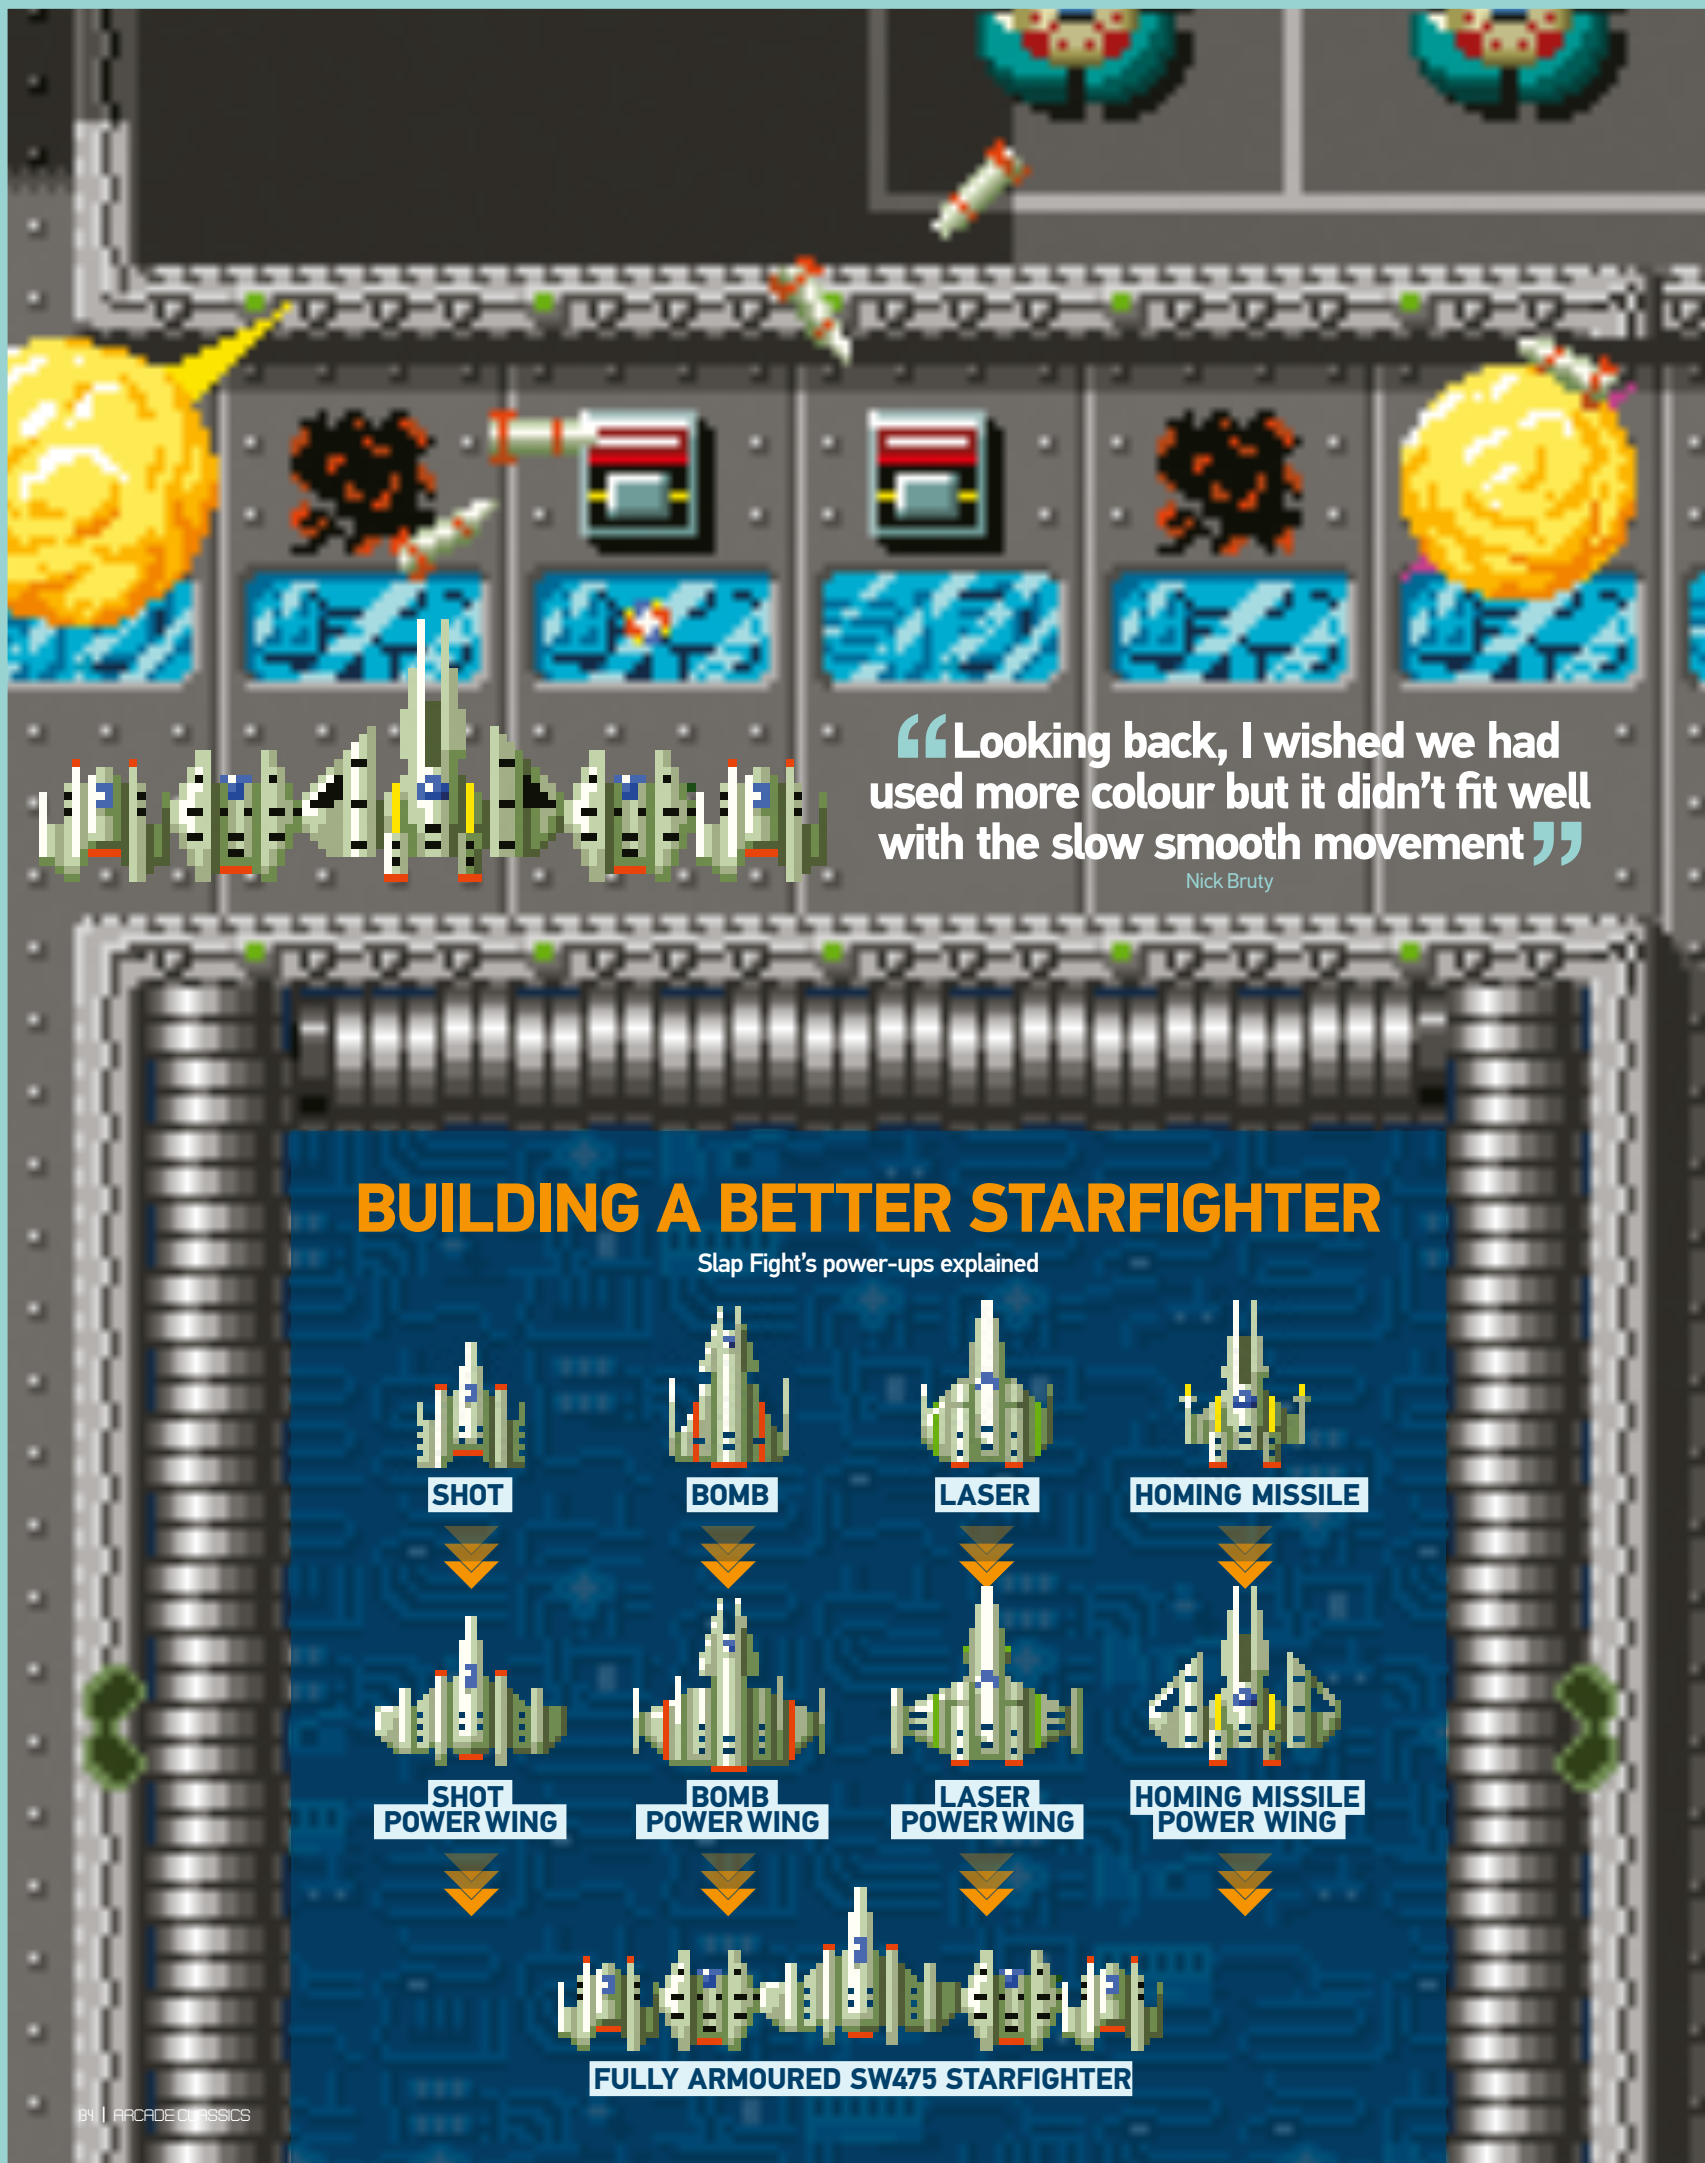 “Looking back, I wished we had
used more colour but it didn’t fit well
with the slow smooth movement”
Nick Bruty
BUILDING A BETTER STARFIGHTER
Slap Fight’s power-ups explained
SHOT
BOMB
LASER
HOMING MISSILE
SHOT
POWER WING
BOMB
POWER WING
LASER
POWER WING
HOMING MISSILE
POWER WING
FULLY ARMOURED SW475 STARFIGHTER
134 | ARCADE CLASSICS